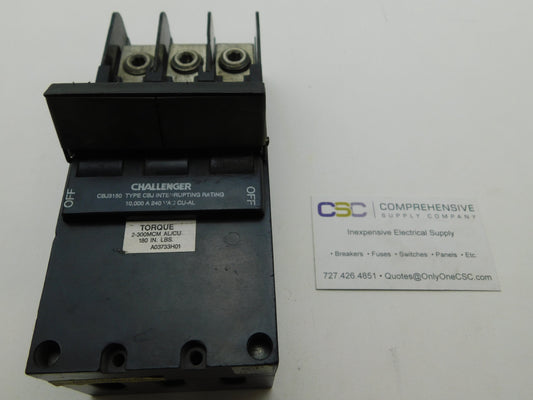 OFF
CHALLENGER
OFF
CBJ3150 TYPE CBJ INTERRUPTING RATING
10,000 A 240 CU-AL
TORQUE
2-300MCM AL/CU
180 IN. LBS.
A03733H01
CSC COMPREHENSIVE
SUPPLY COMPANY
Inexpensive Electrical Supply
• Breakers • Fuses • Switches • Panels • Etc.
727.426.4851 • Quotes@OnlyOneCSC.com